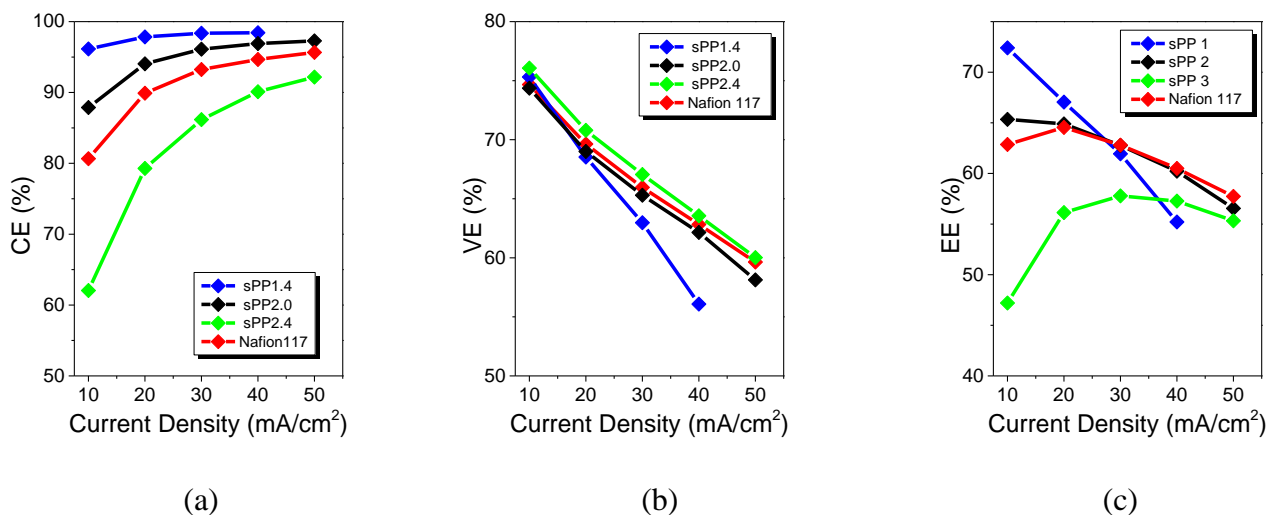 100
90
80
70
60
50
CE (%)
sPP1.4
sPP2.0
sPP2.4
Nafion117
10 20 30 40 50
Current Density (mA/cm²)
(a)
80
70
60
50
VE (%)
sPP1.4
sPP2.0
sPP2.4
Nafion 117
10 20 30 40 50
Current Density (mA/cm²)
(b)
70
60
50
40
EE (%)
sPP 1
sPP 2
sPP 3
Nafion 117
10 20 30 40 50
Current Density (mA/cm²)
(c)